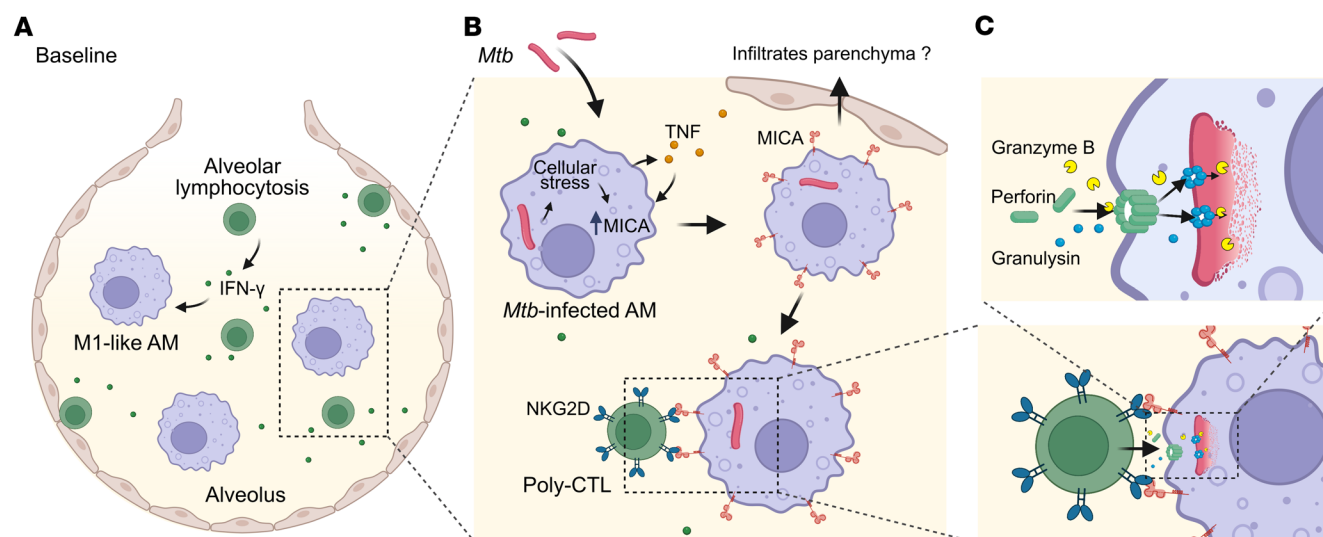 A
Baseline
Alveolar
lymphocytosis
IFN-γ
M1-like AM
Alveolus
B
Mtb
Infiltrates parenchyma ?
TNF
Cellular
stress
MICA
Mtb-infected AM
MICA
NKG2D
Poly-CTL
C
Granzyme B
Perforin
Granulysin